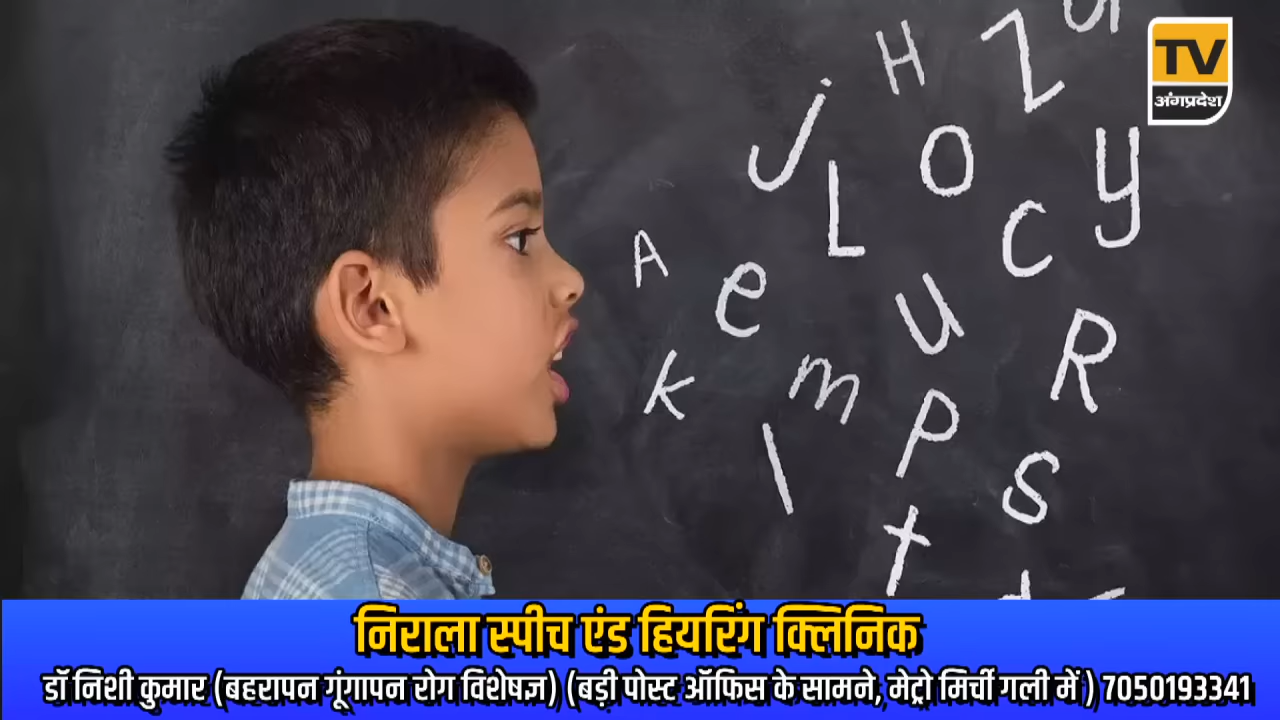 H Z
TV
अंगप्रदेश
J O y
L C
A e
u R
k m
P
l S
t
निराला स्पीच एंड हियरिंग क्लिनिक
डॉ निशी कुमार (बहरापन गूंगापन रोग विशेषज्ञ) (बड़ी पोस्ट ऑफिस के सामने, मेट्रो मिर्ची गली में ) 7050193341